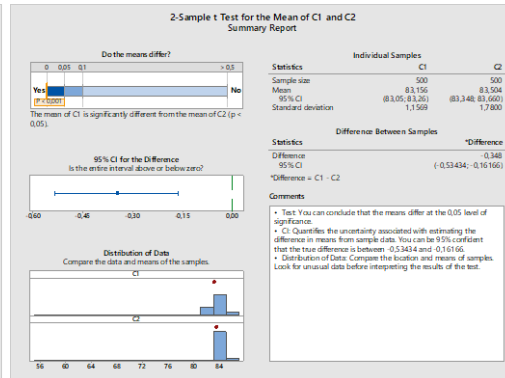 2-Sample t Test for the Mean of C1 and C2
Summary Report
Do the means differ?
0 0,05 0,1 > 0,5
Yes No
P < 0,001
The mean of C1 is significantly different from the mean of C2 (p <
0,05).
95% CI for the Difference
Is the entire interval above or below zero?
-0,60 -0,45 -0,30 -0,15 0,00
Distribution of Data
Compare the data and means of the samples.
C1
C2
56 60 64 68 72 76 80 84
Individual Samples
Statistics C1 C2
Sample size 500 500
Mean 83,156 83,504
95% CI (83,05; 83,26) (83,348; 83,660)
Standard deviation 1,1569 1,7800
Difference Between Samples
Statistics *Difference
Difference -0,348
95% CI (-0,53434; -0,16166)
*Difference = C1 - C2
Comments
• Test: You can conclude that the means differ at the 0,05 level of
significance.
• CI: Quantifies the uncertainty associated with estimating the
difference in means from sample data. You can be 95% confident
that the true difference is between -0,53434 and -0,16166.
• Distribution of Data: Compare the location and means of samples.
Look for unusual data before interpreting the results of the test.